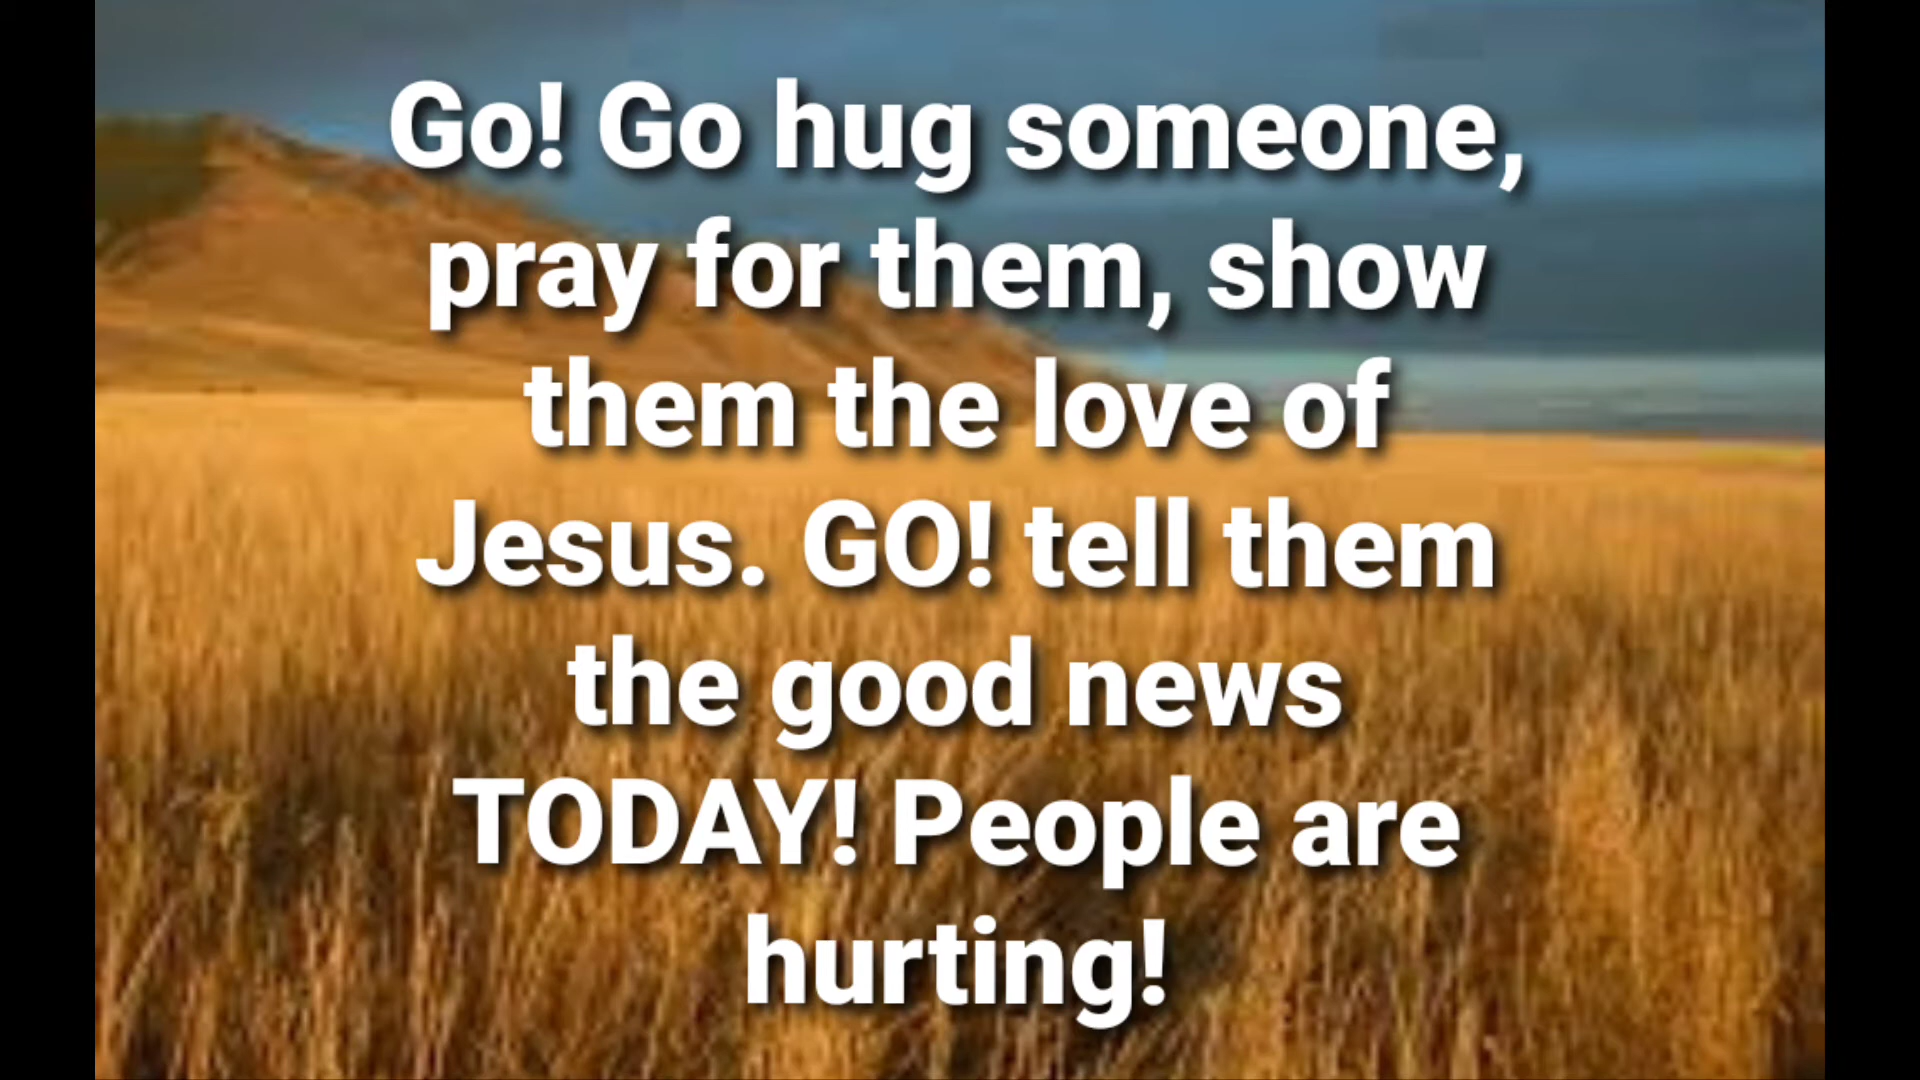 Go! Go hug someone,
pray for them, show
them the love of
Jesus. GO! tell them
the good news
TODAY! People are
hurting!